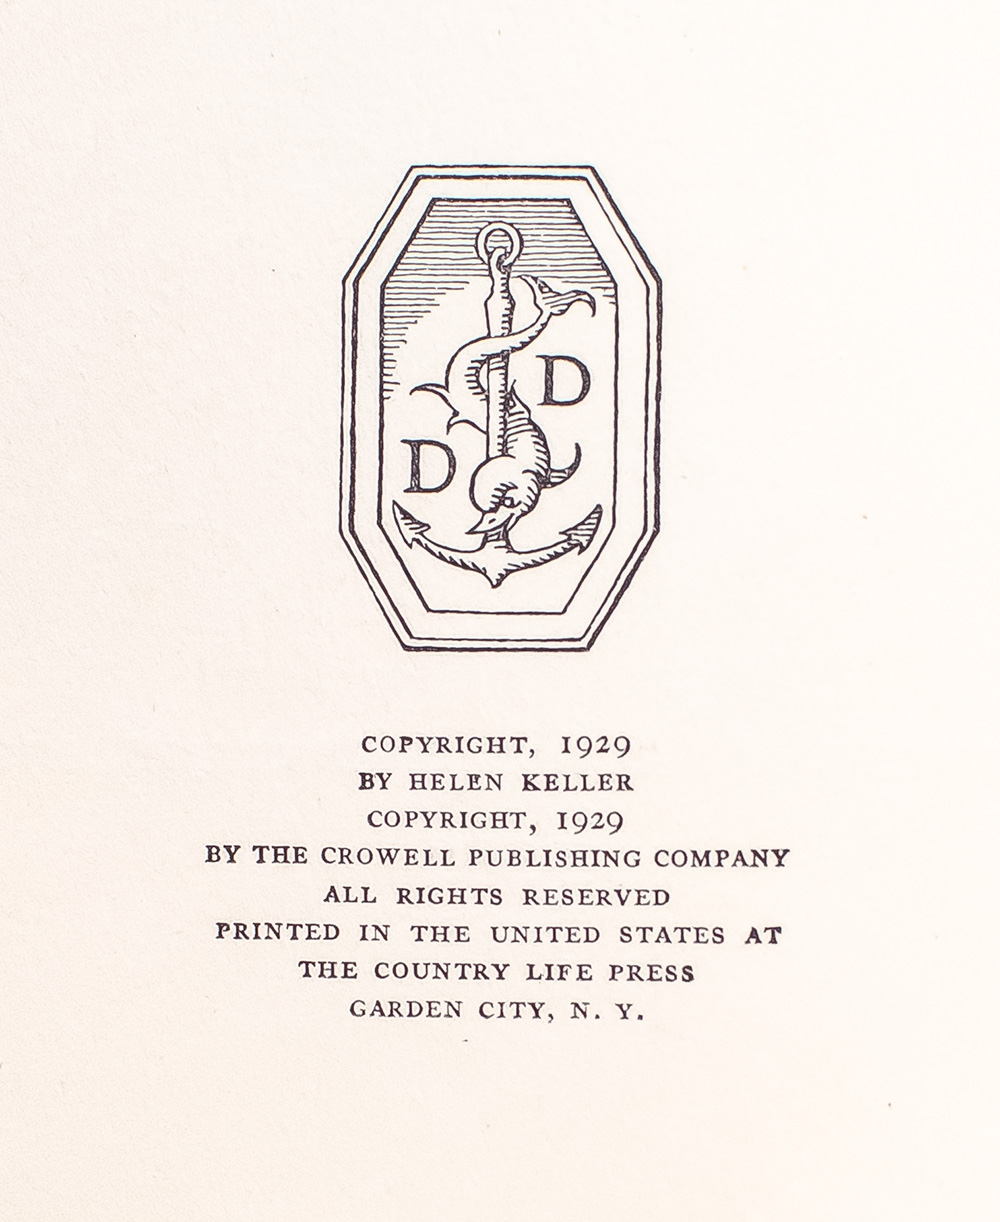 D
D
COPYRIGHT, 1929
BY HELEN KELLER
COPYRIGHT, 1929
BY THE CROWELL PUBLISHING COMPANY
ALL RIGHTS RESERVED
PRINTED IN THE UNITED STATES AT
THE COUNTRY LIFE PRESS
GARDEN CITY, N. Y.